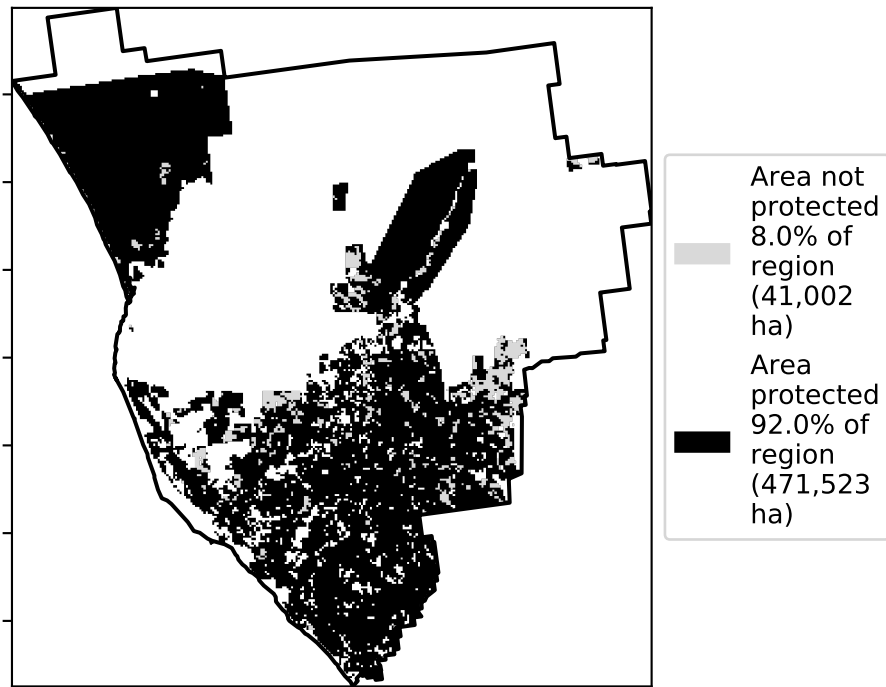 Area not
protected
8.0% of
region
(41,002
ha)
Area
protected
92.0% of
region
(471,523
ha)